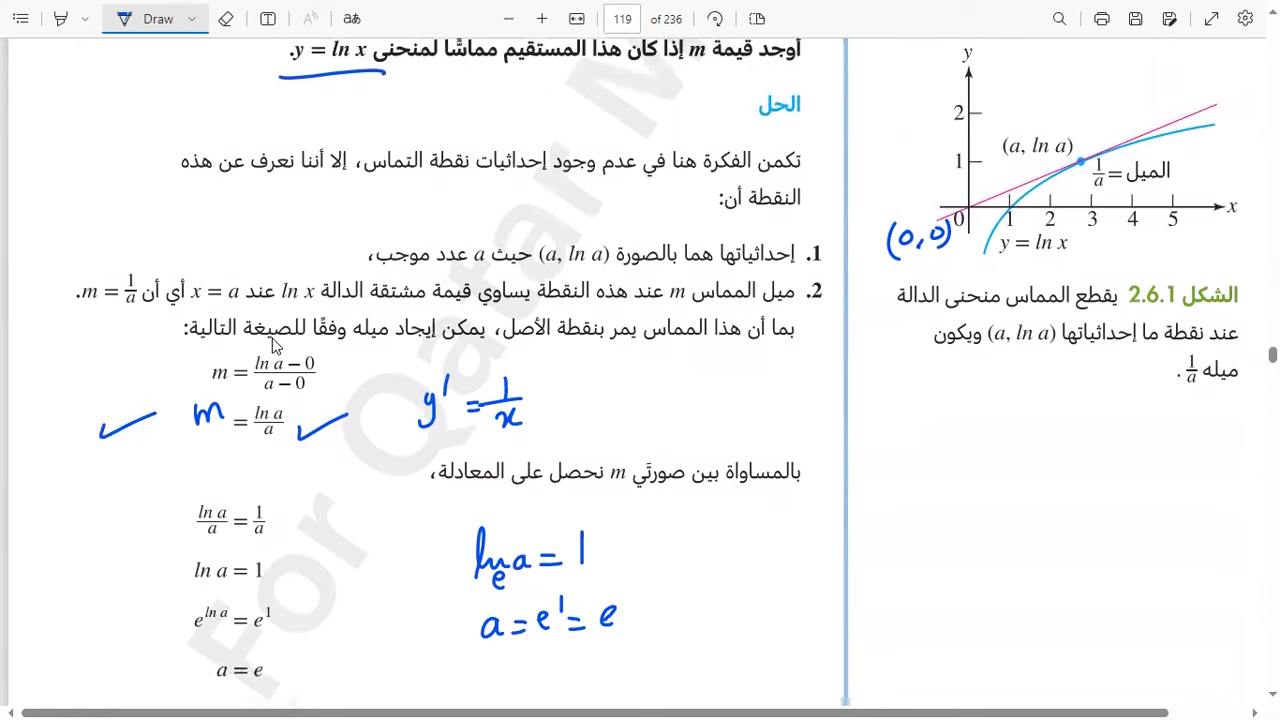 Draw
119 of 236
أوجد قيمة m إذا كان هذا المستقيم مماسًّا لمنحنى y = ln x.
الحل
تكمن الفكرة هنا في عدم وجود إحداثيات نقطة التماس، إلا أننا نعرف عن هذه
النقطة أن:
1. إحداثياتها هما بالصورة (a, ln a) حيث a عدد موجب،
2. ميل المماس m عند هذه النقطة يساوي قيمة مشتقة الدالة ln x عند x = a أي أن m = 1/a.
بما أن هذا المماس يمر بنقطة الأصل، يمكن إيجاد ميله وفقًا للصيغة التالية:
m = (ln a − 0)/(a − 0)
m = ln a/a
y' = 1/x
بالمساواة بين صورتَي m نحصل على المعادلة،
ln a/a = 1/a
ln a = 1
e^(ln a) = e^1
a = e
ln_e a = 1
a = e^1 = e
y
2
1
(a, ln a)
الميل = 1/a
0 1 2 3 4 5 x
(0,0)
y = ln x
الشكل 2.6.1 يقطع المماس منحنى الدالة
عند نقطة ما إحداثياتها (a, ln a) ويكون
ميله 1/a.
For Qatar M